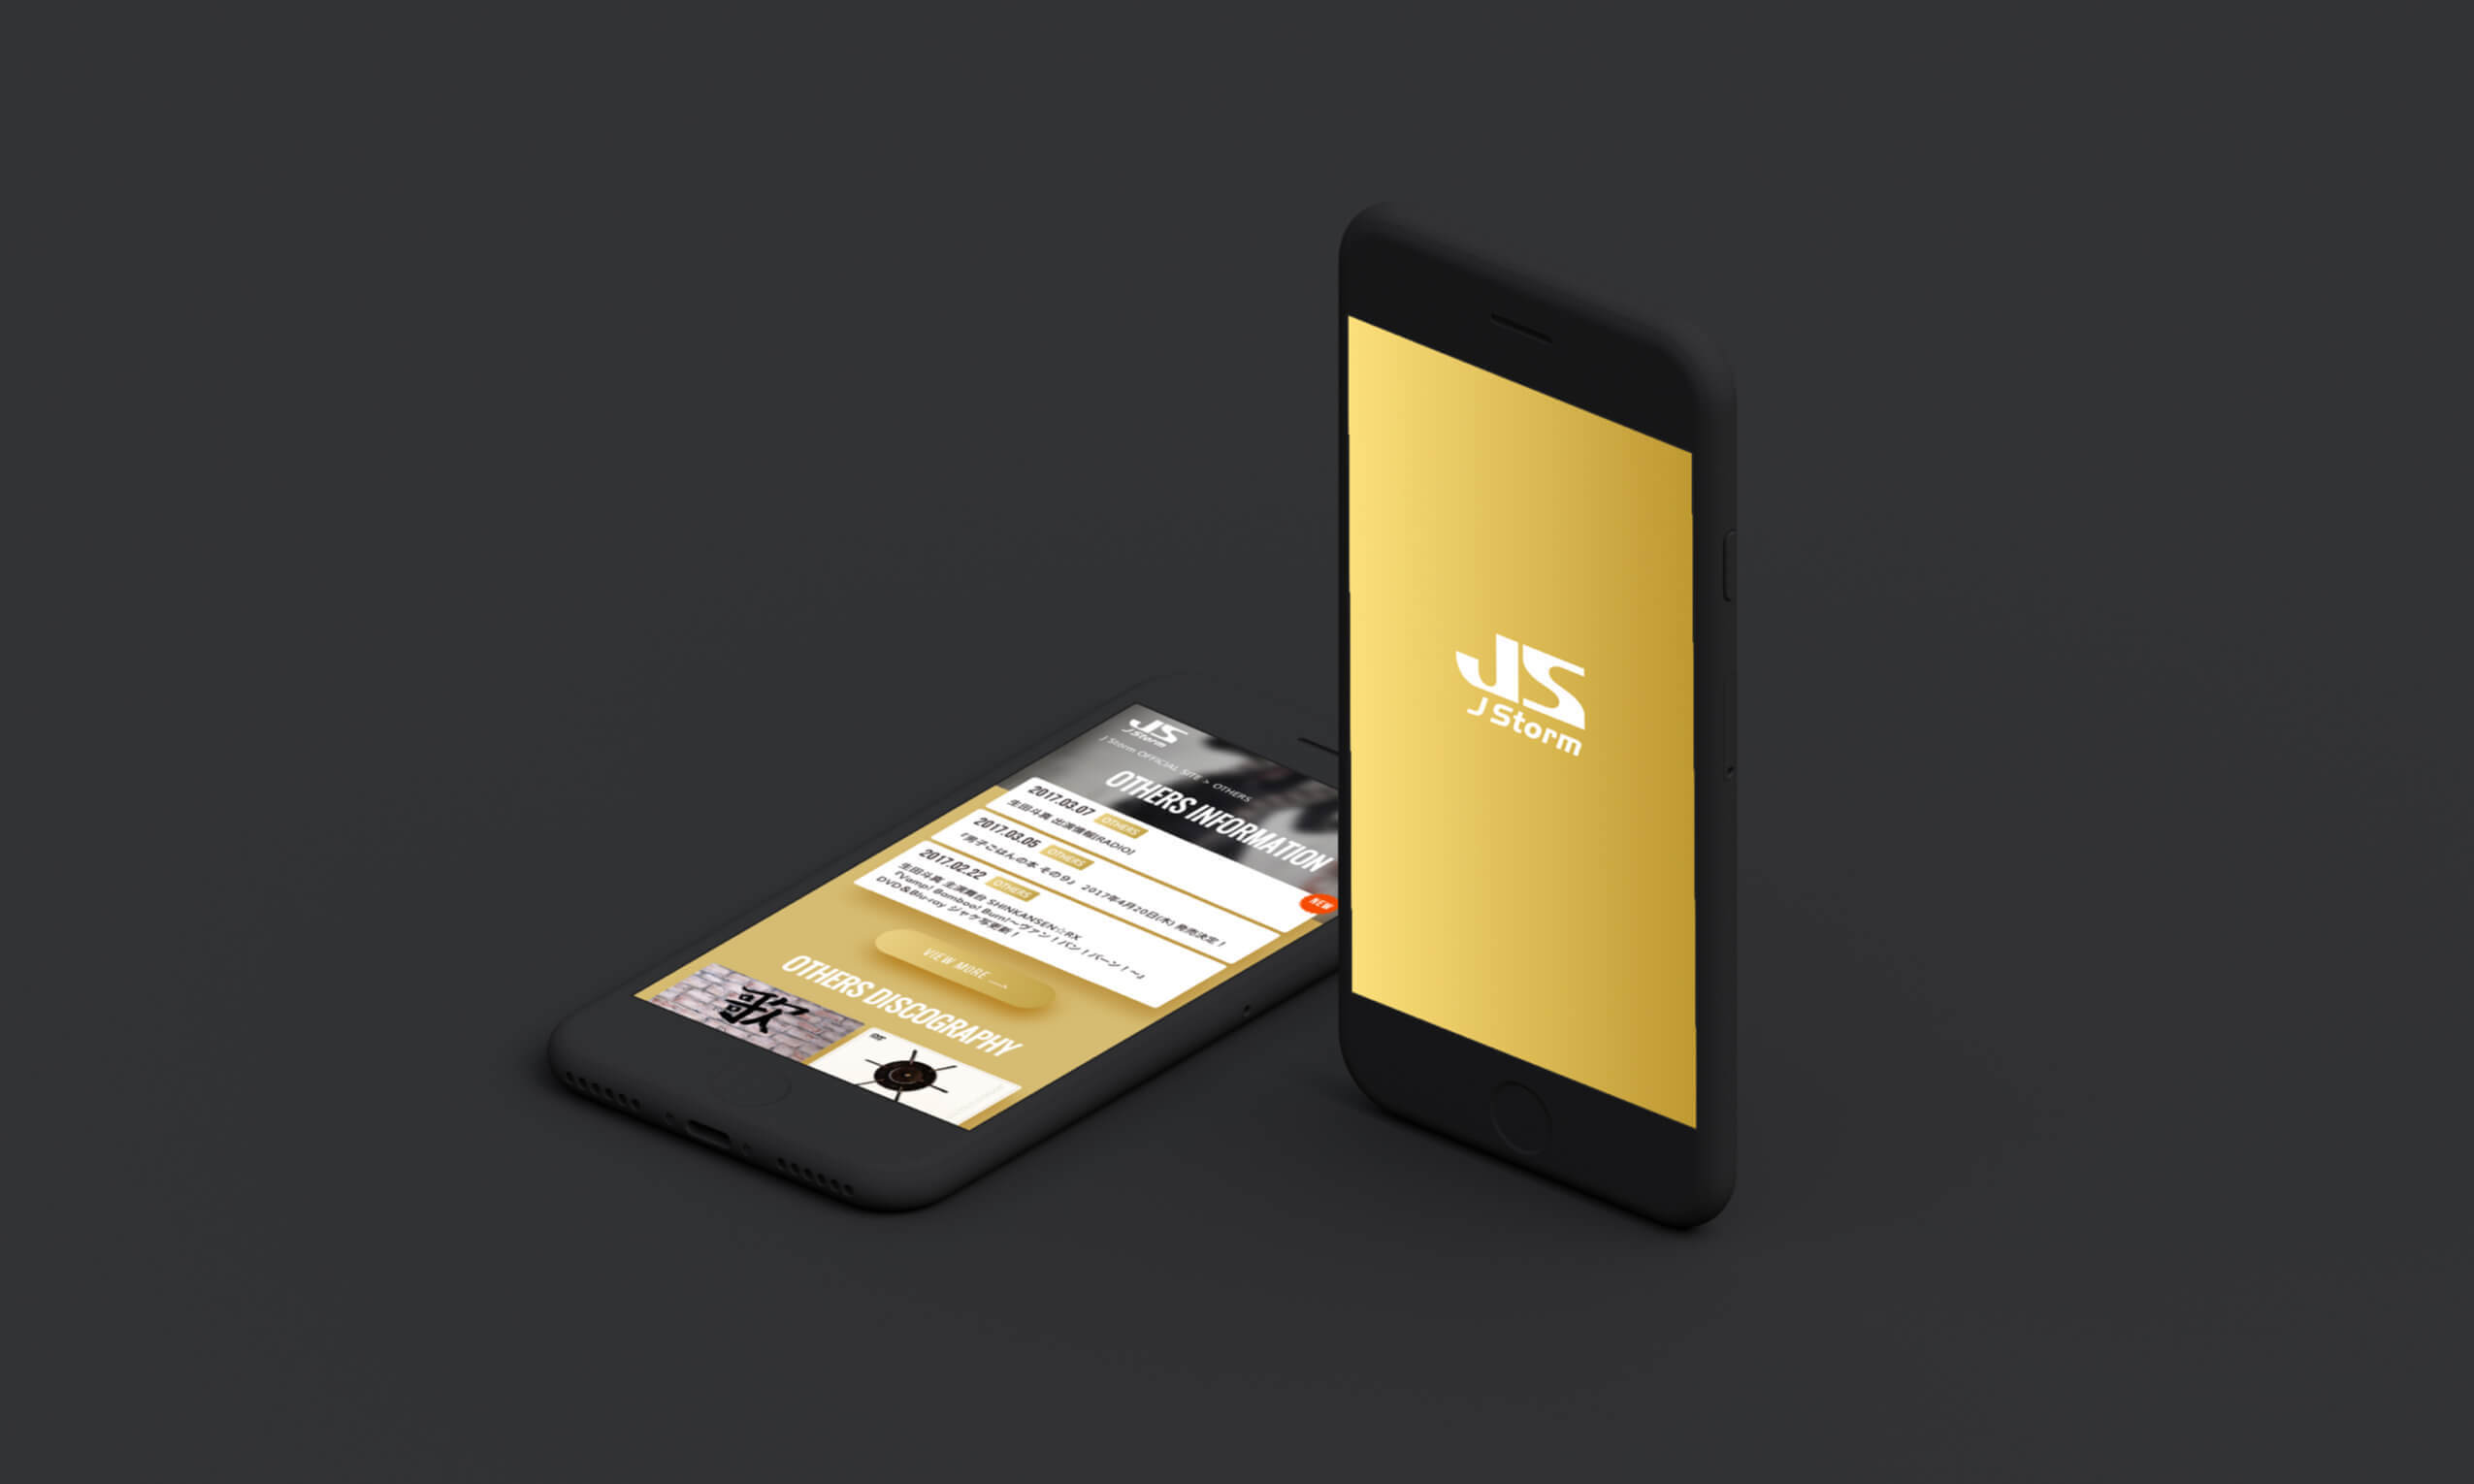 JS
J Storm
J Storm OFFICIAL SITE > OTHERS
OTHERS INFORMATION
2017.03.07 OTHERS
生田斗真 出演情報[RADIO]
NEW
2017.03.05 OTHERS
『男子ごはんの本 その9』 2017年4月20日(木) 発売決定！
2017.02.22 OTHERS
生田斗真 主演舞台 SHINKANSEN☆RX
『Vamp! Bamboo! Burn!～ヴァン！バン！バーン！～』
DVD&Blu-ray ジャケ写更新！
VIEW MORE
OTHERS DISCOGRAPHY
歌
JS
J Storm